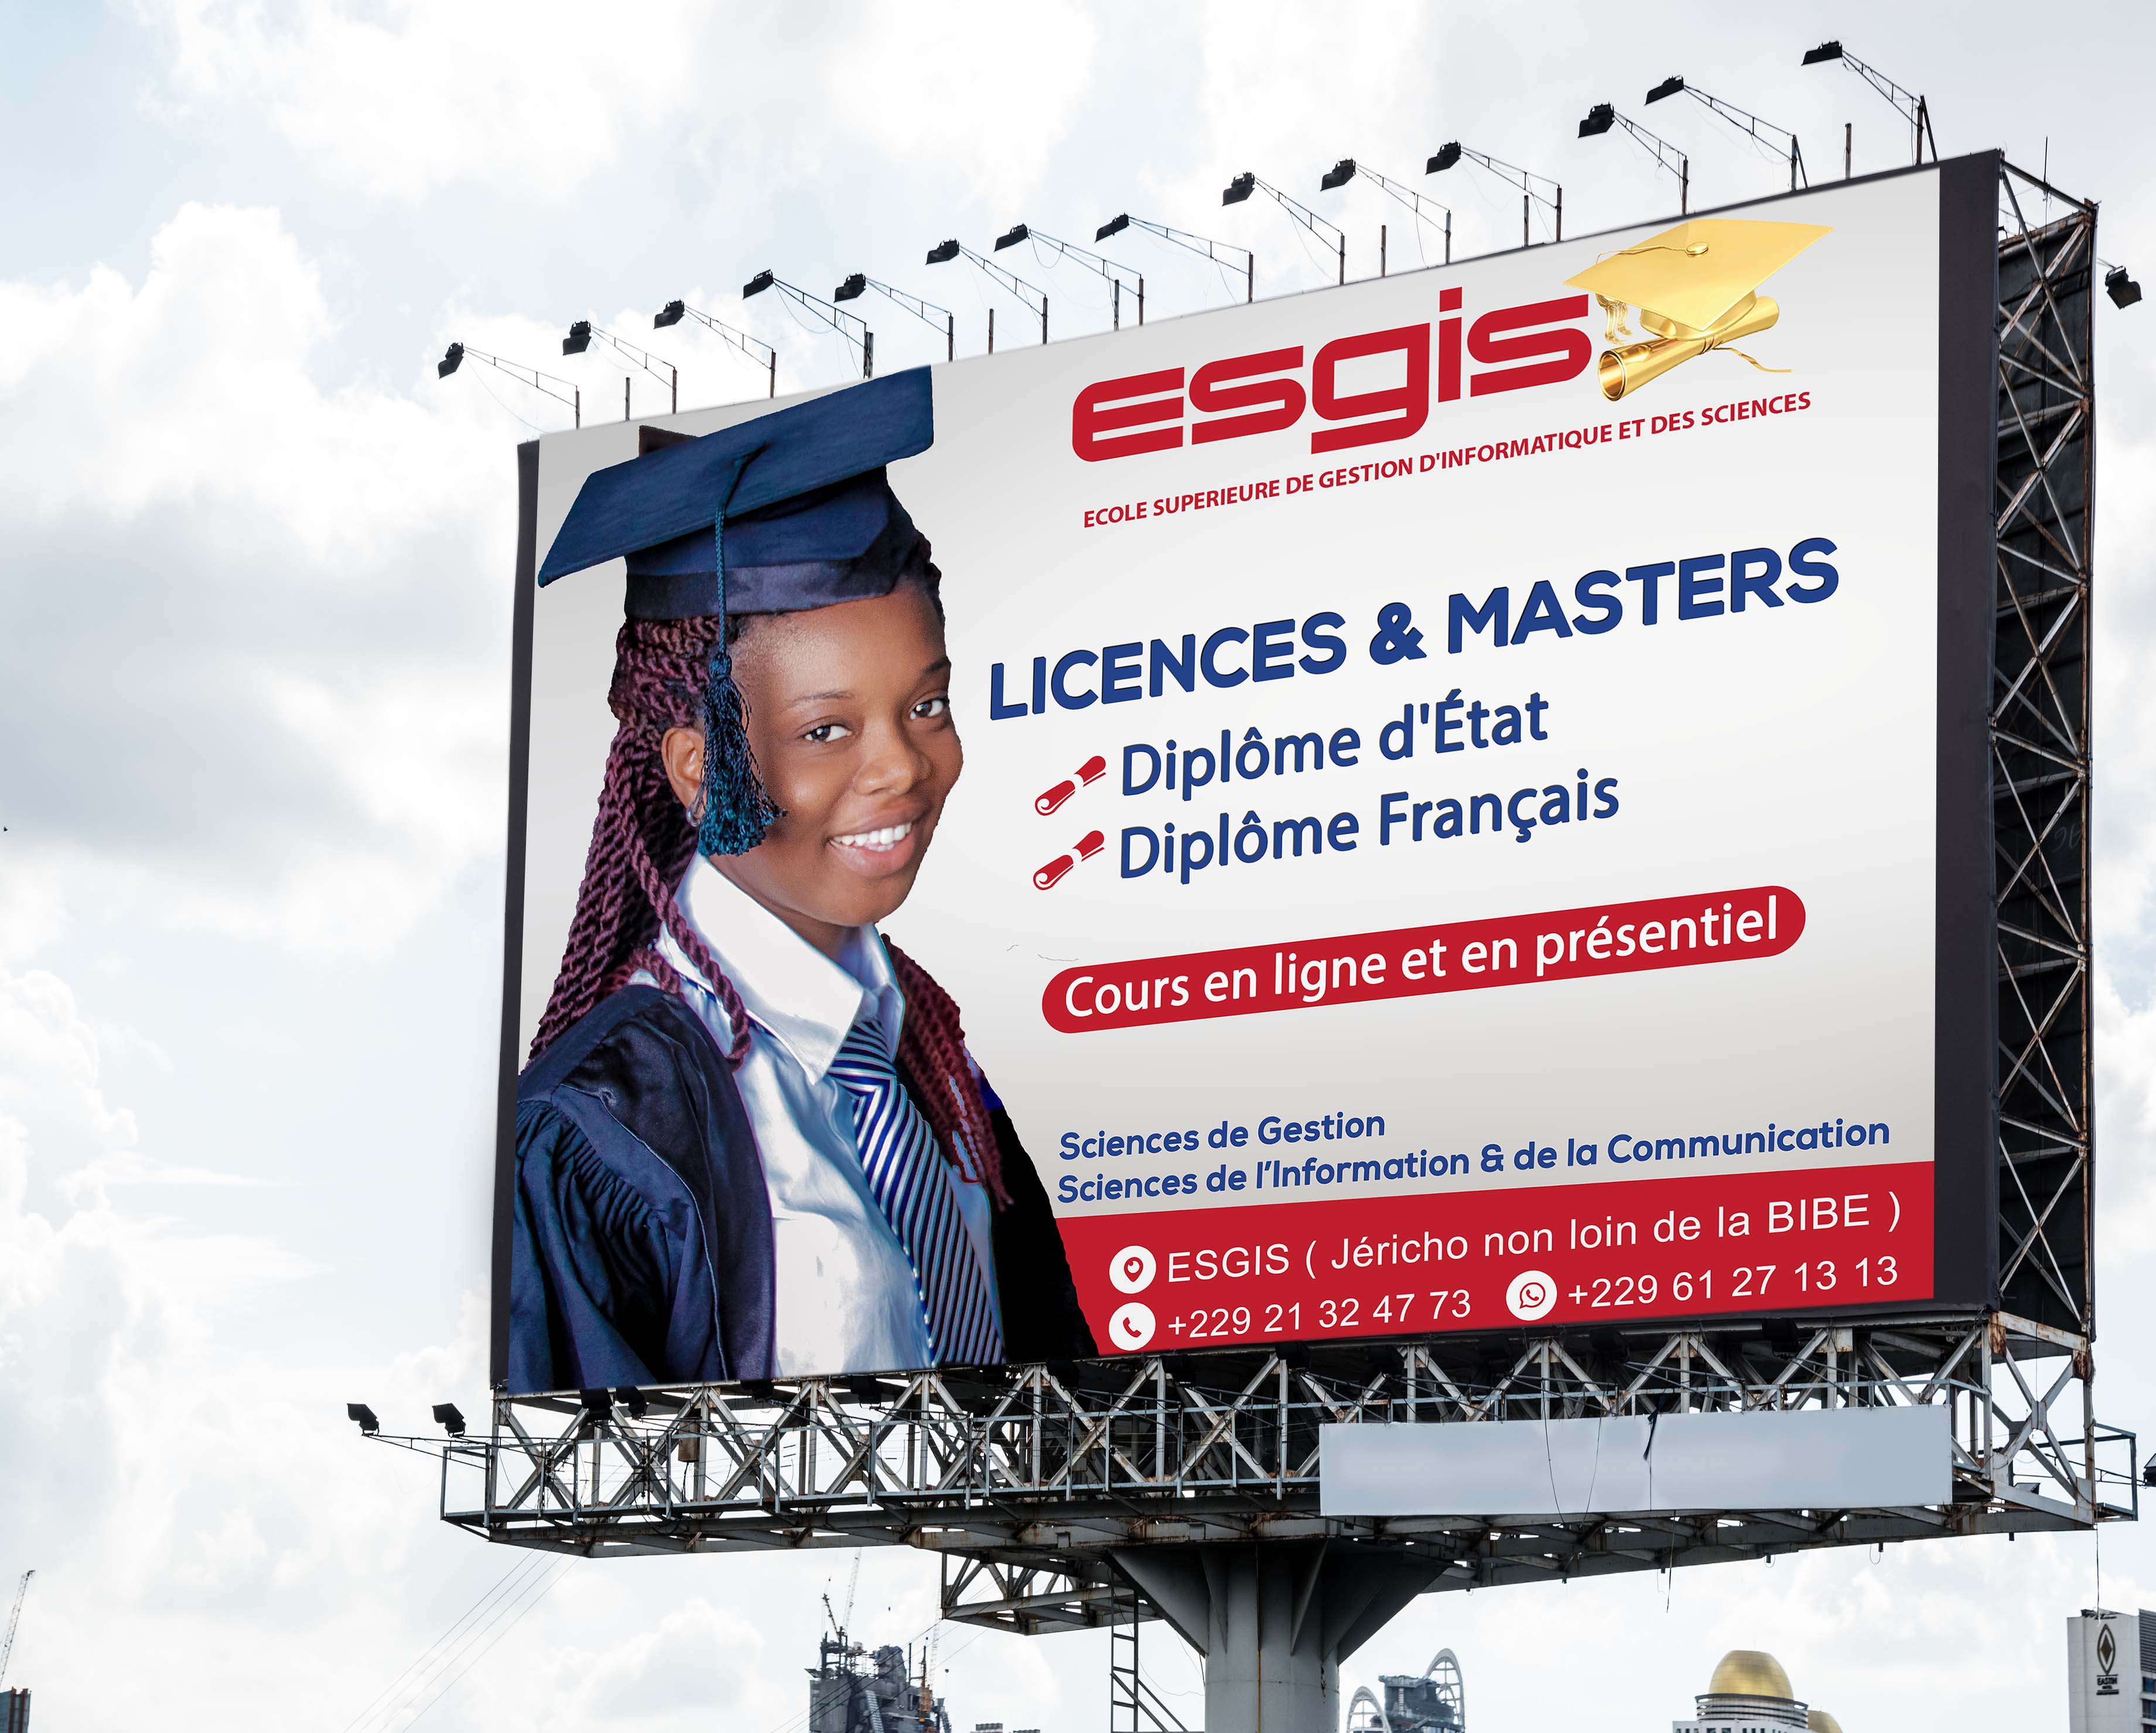 esgis
ECOLE SUPERIEURE DE GESTION D'INFORMATIQUE ET DES SCIENCES
LICENCES & MASTERS
Diplôme d'État
Diplôme Français
Cours en ligne et en présentiel
Sciences de Gestion
Sciences de l'Information & de la Communication
ESGIS ( Jéricho non loin de la BIBE )
+229 21 32 47 73 +229 61 27 13 13
EASTIN